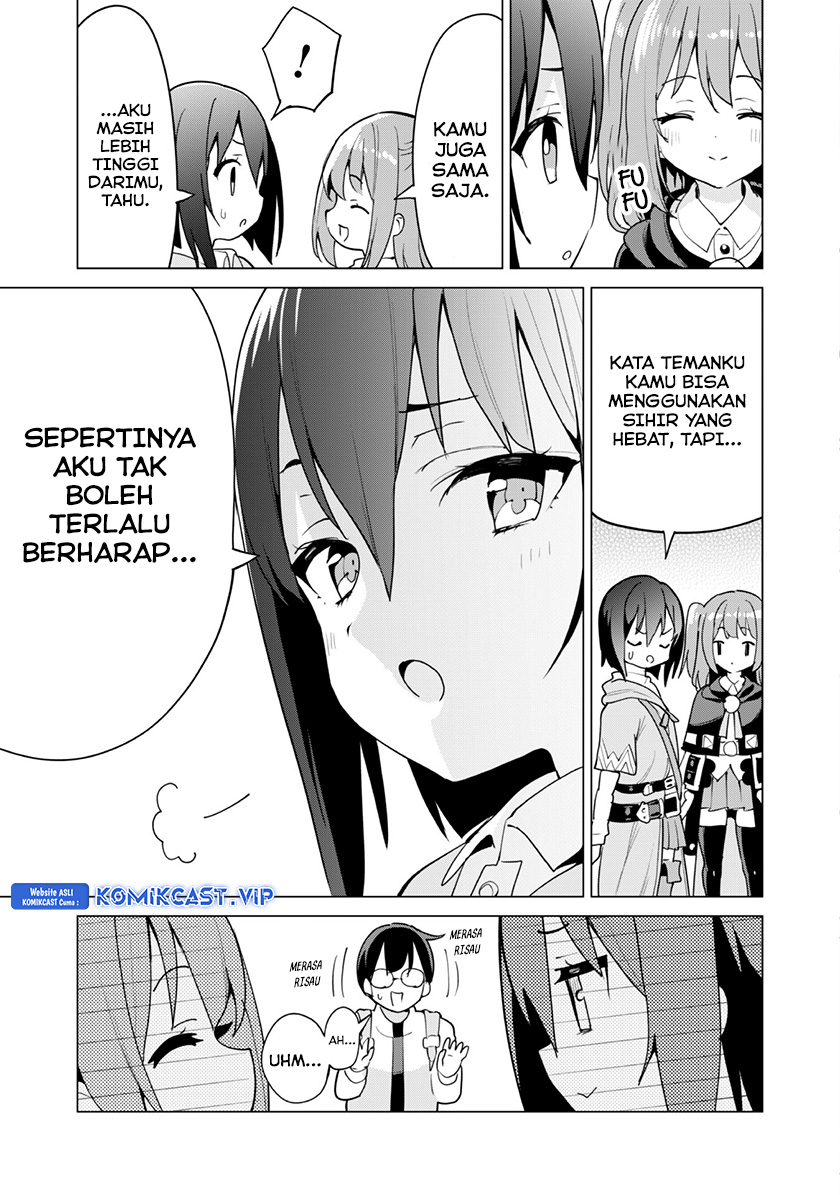 FU
FU
KAMU
JUGA
SAMA
SAJA.
!
...AKU
MASIH
LEBIH
TINGGI
DARIMU,
TAHU.
KATA TEMANKU
KAMU BISA
MENGGUNAKAN
SIHIR YANG
HEBAT, TAPI...
SEPERTINYA
AKU TAK
BOLEH
TERLALU
BERHARAP...
Website ASLI
KOMIKCAST Cuma :
KOMIKCAST.VIP
MERASA
RISAU
MERASA
RISAU
AH...
UHM...